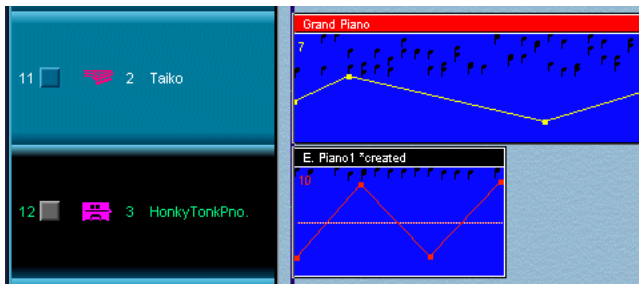 Grand Piano
7
11 2 Taiko
E. Piano1 *created
10
12 3 HonkyTonkPno.